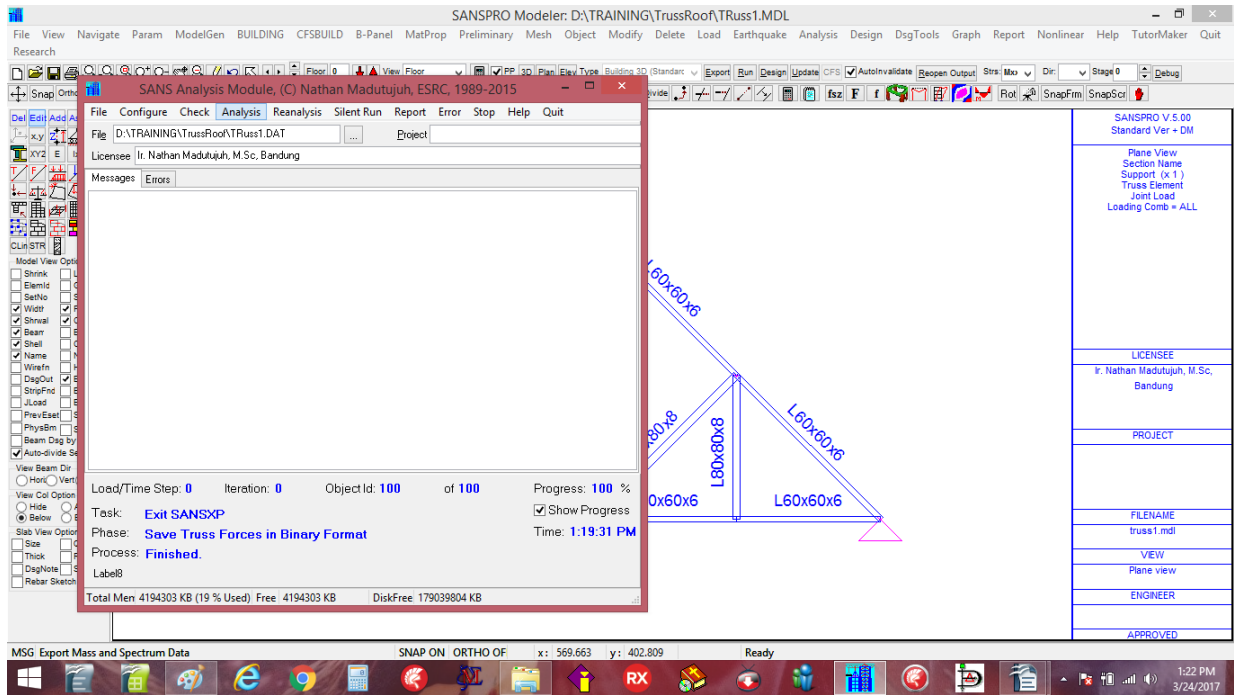 SANSPRO Modeler: D:\TRAINING\TrussRoof\TRuss1.MDL
File View Navigate Param ModelGen BUILDING CFSBUILD B-Panel MatProp Preliminary Mesh Object Modify Delete Load Earthquake Analysis Design DsgTools Graph Report Nonlinear Help TutorMaker Quit
Research
Floor 0 View Floor PP 3D Plan Elev Type Building 3D (Standarc Export Run Design Update CFS AutoInvalidate Reopen Output Strs: Mxo Dir: Stage 0 Debug
Snap Ortho fsz F f Rot SnapFrm SnapScr
SANS Analysis Module, (C) Nathan Madutujuh, ESRC, 1989-2015
File Configure Check Analysis Reanalysis Silent Run Report Error Stop Help Quit
File D:\TRAINING\TrussRoof\TRuss1.DAT ... Project
Licensee Ir. Nathan Madutujuh, M.Sc, Bandung
Messages Errors
Load/Time Step: 0 Iteration: 0 Object Id: 100 of 100 Progress: 100 %
Task: Exit SANSXP Show Progress
Phase: Save Truss Forces in Binary Format Time: 1:19:31 PM
Process: Finished.
Label8
Total Mem 4194303 KB (19 % Used) Free 4194303 KB DiskFree 179039804 KB
Del Edit Add
x,y
XY2 E
CLin STR
Model View Optic
Shrink
ElemId
SetNo
Width
Shrwal
Beam
Shell
Name
Wirefn
DsgOut
StripFnd
JLoad
PrevEset
PhysBm
Beam Dsg by
Auto-divide Se
View Beam Dir
Hori Vert
View Col Option
Hide
Below
Slab View Option
Size
Thick
DsgNote
Rebar Sketch
L60x60x6
L60x60x6
80x8
L80x80x8
0x60x6
L60x60x6
SANSPRO V.5.00
Standard Ver + DM
Plane View
Section Name
Support (x 1 )
Truss Element
Joint Load
Loading Comb = ALL
LICENSEE
Ir. Nathan Madutujuh, M.Sc,
Bandung
PROJECT
FILENAME
truss1.mdl
VIEW
Plane view
ENGINEER
APPROVED
MSG Export Mass and Spectrum Data SNAP ON ORTHO OF x: 569.663 y: 402.809 Ready
RX
1:22 PM
3/24/2017